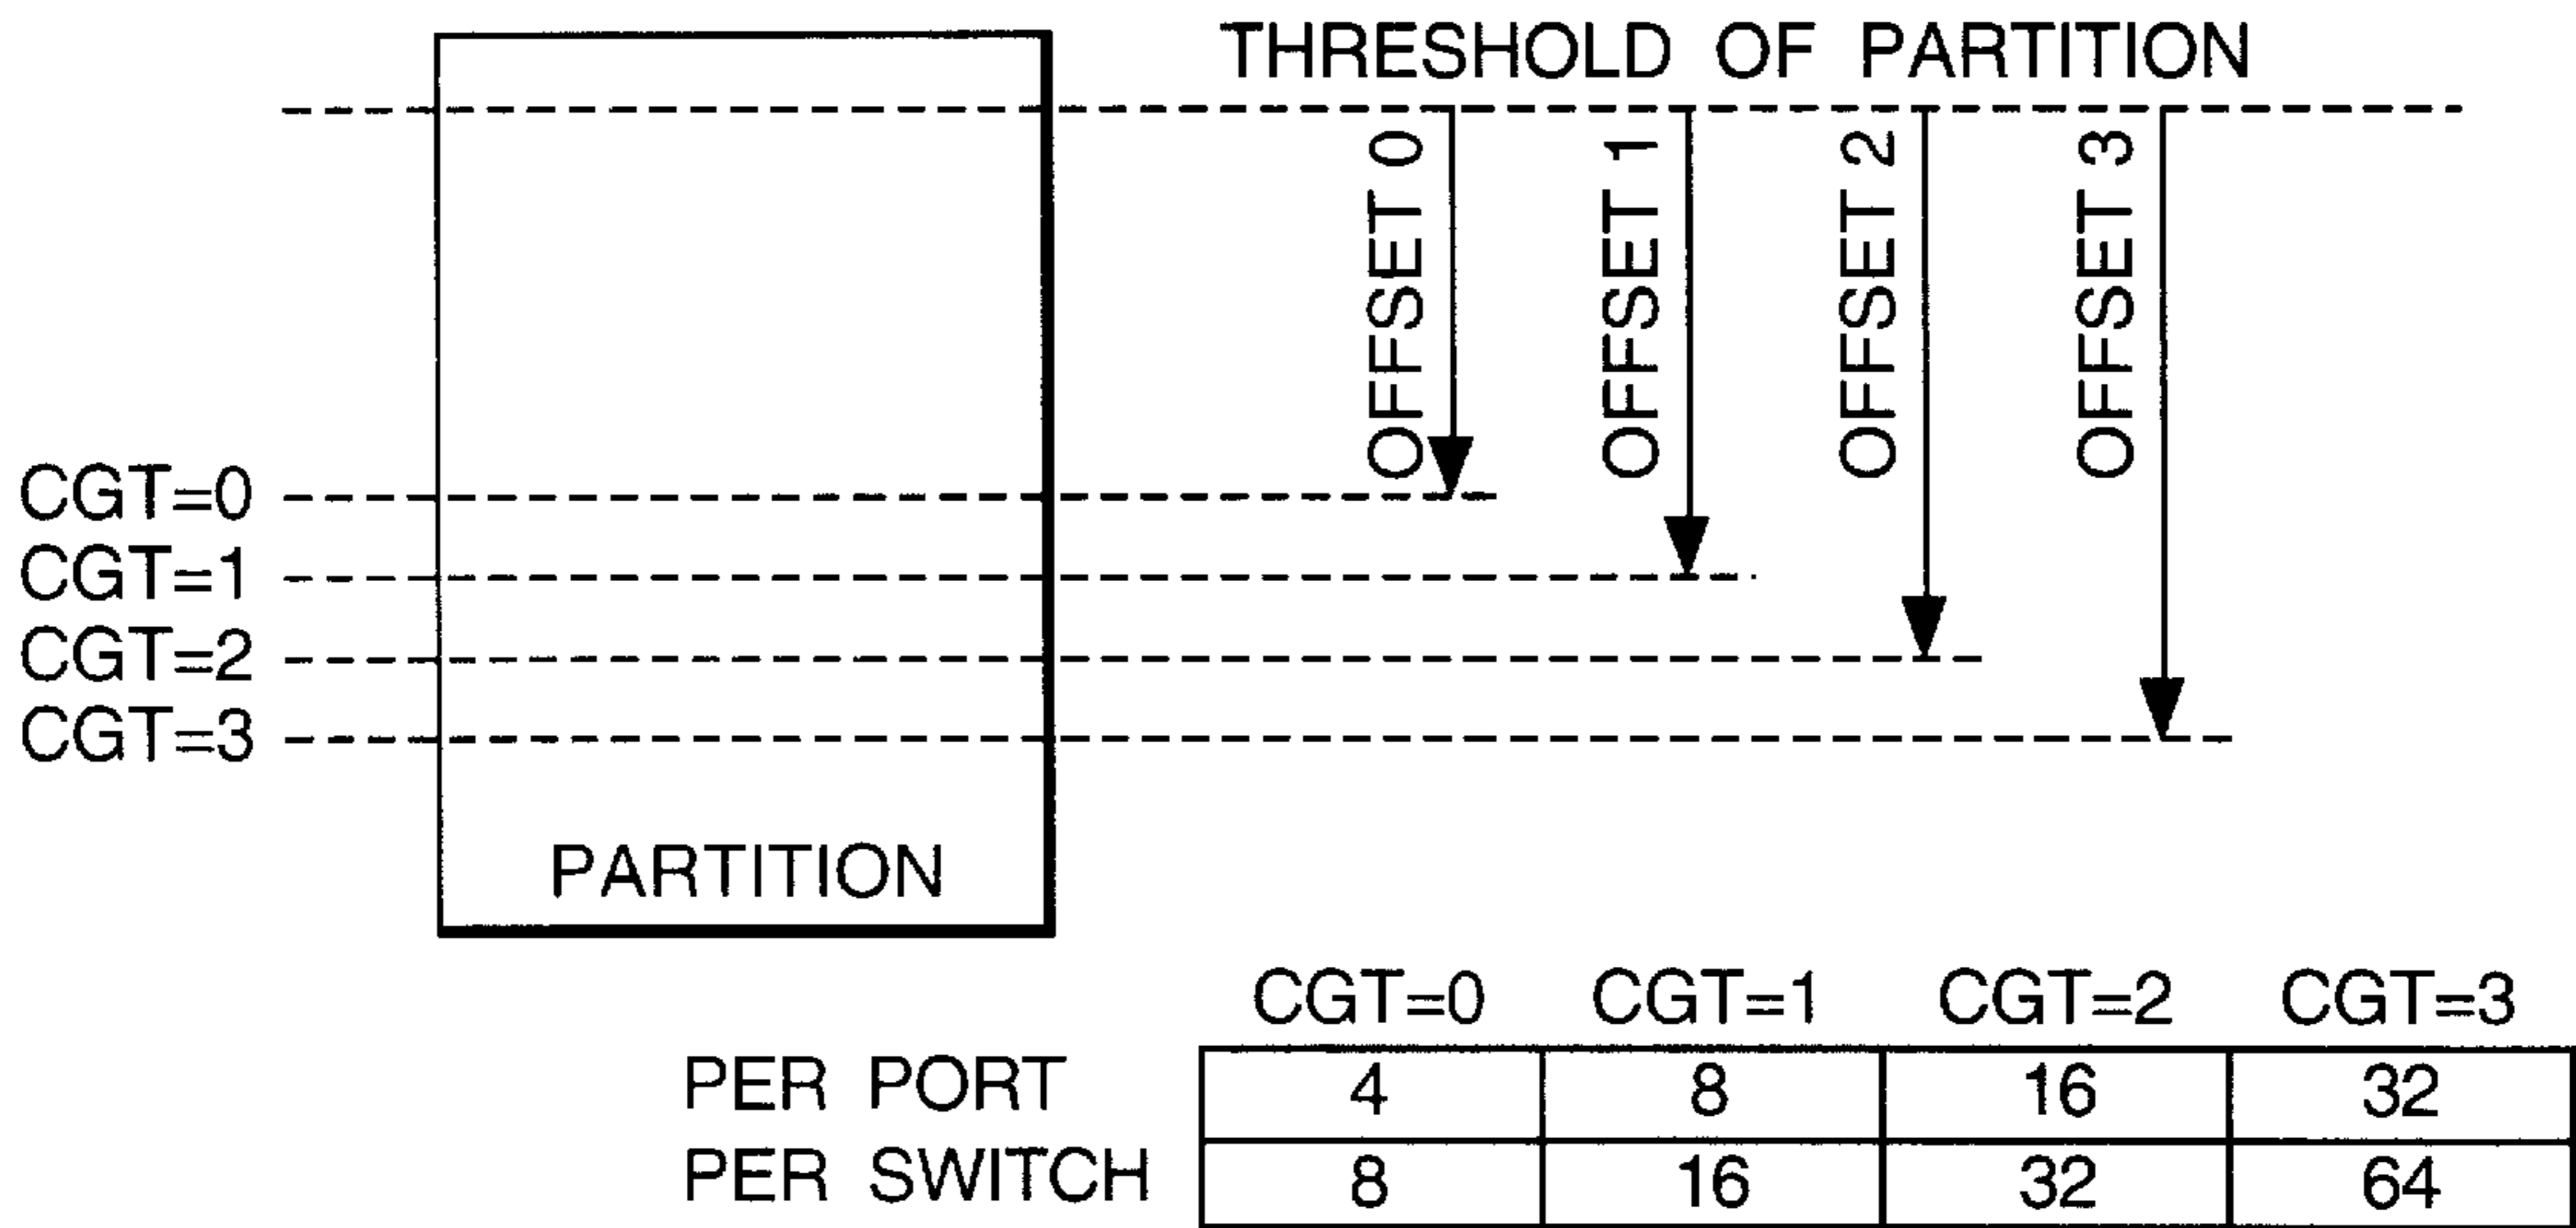 THRESHOLD OF PARTITION
OFFSET 0
OFFSET 1
OFFSET 2
OFFSET 3
CGT=0
CGT=1
CGT=2
CGT=3
PARTITION
CGT=0 CGT=1 CGT=2 CGT=3
PER PORT 4 8 16 32
PER SWITCH 8 16 32 64